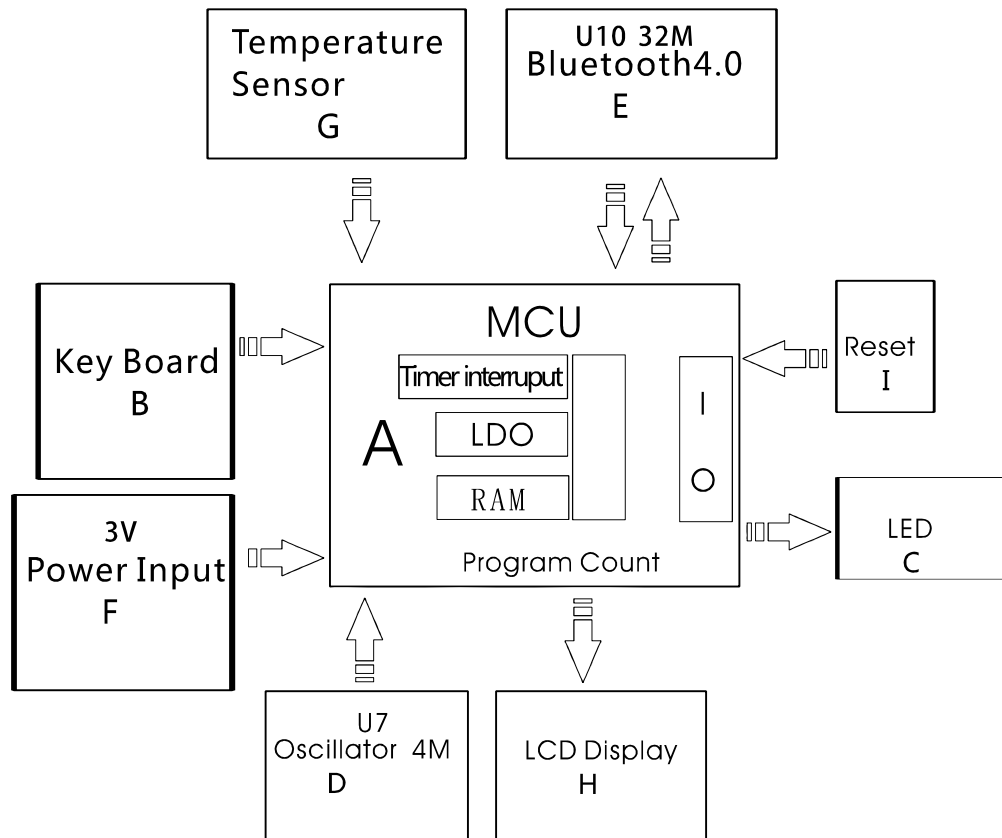 Temperature
Sensor
G
U10 32M
Bluetooth4.0
E
Key Board
B
MCU
Timer interruput
A
LDO
RAM
I
O
Program Count
Reset
I
3V
Power Input
F
LED
C
U7
Oscillator 4M
D
LCD Display
H